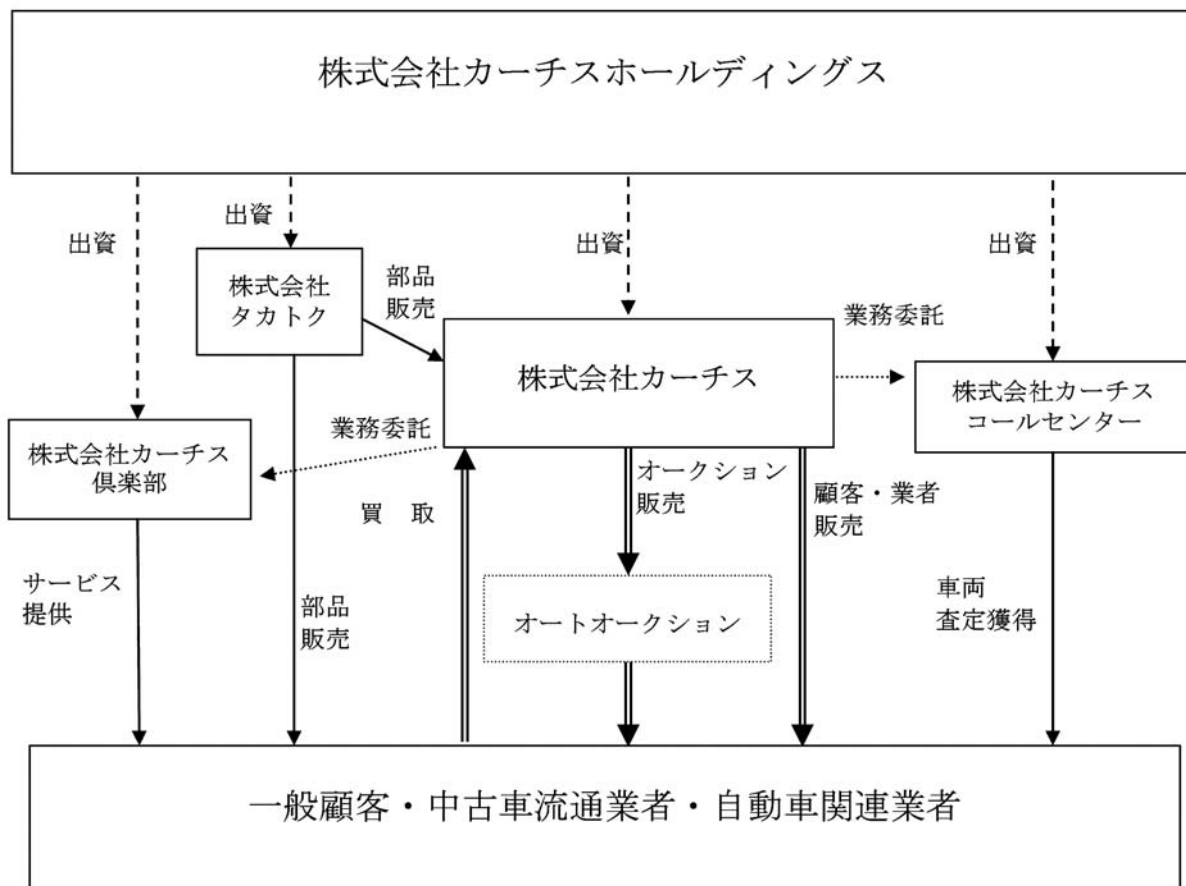 株式会社カーチスホールディングス
出資
出資
出資
出資
株式会社
タカトク
部品
販売
株式会社カーチス
業務委託
株式会社カーチス
コールセンター
業務委託
株式会社カーチス
倶楽部
買 取
オークション
販売
顧客・業者
販売
サービス
提供
部品
販売
オートオークション
車両
査定獲得
一般顧客・中古車流通業者・自動車関連業者